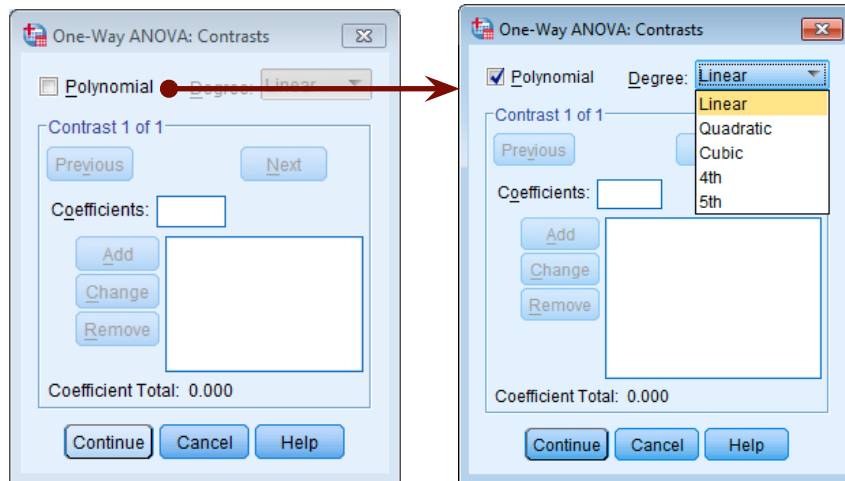 One-Way ANOVA: Contrasts
Polynomial Degree: Linear
Contrast 1 of 1
Previous Next
Coefficients:
Add
Change
Remove
Coefficient Total: 0.000
Continue Cancel Help
One-Way ANOVA: Contrasts
Polynomial Degree: Linear
Linear
Quadratic
Cubic
4th
5th
Contrast 1 of 1
Previous
Coefficients:
Add
Change
Remove
Coefficient Total: 0.000
Continue Cancel Help